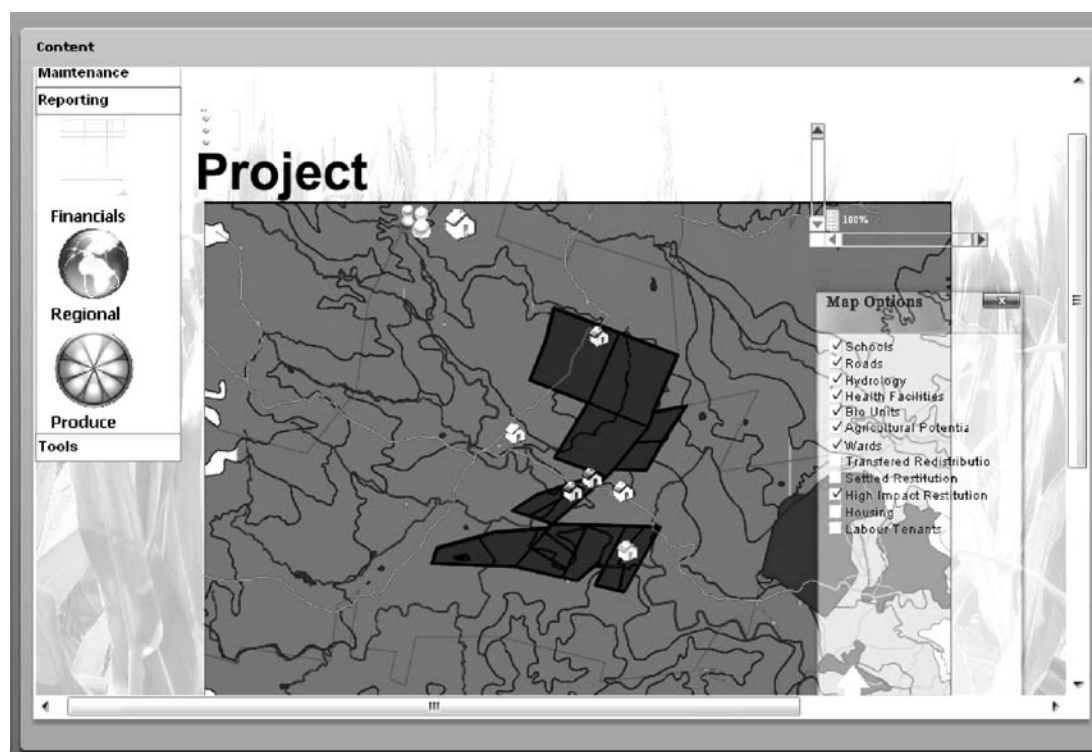 Content
Maintenance
Reporting
Financials
Regional
Produce
Tools
Project
100%
Map Options
x
Schools
Roads
Hydrology
Health Facilities
Bio Units
Agricultural Potentia
Wards
Transfered Redistributio
Settled Restitution
High Impact Restitution
Housing
Labour Tenants